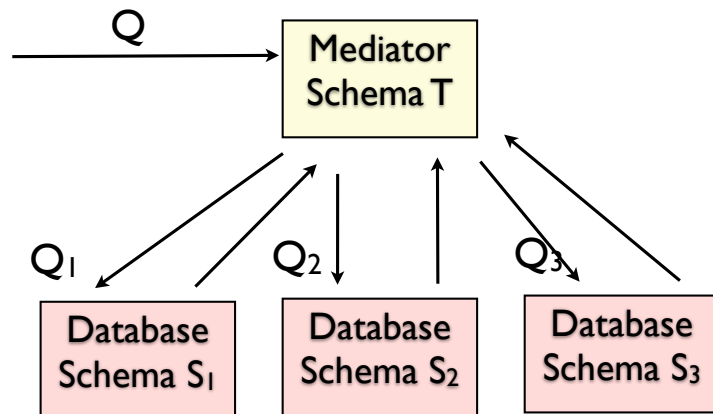 Q
Mediator
Schema T
Q₁
Q₂
Q₃
Database
Schema S₁
Database
Schema S₂
Database
Schema S₃